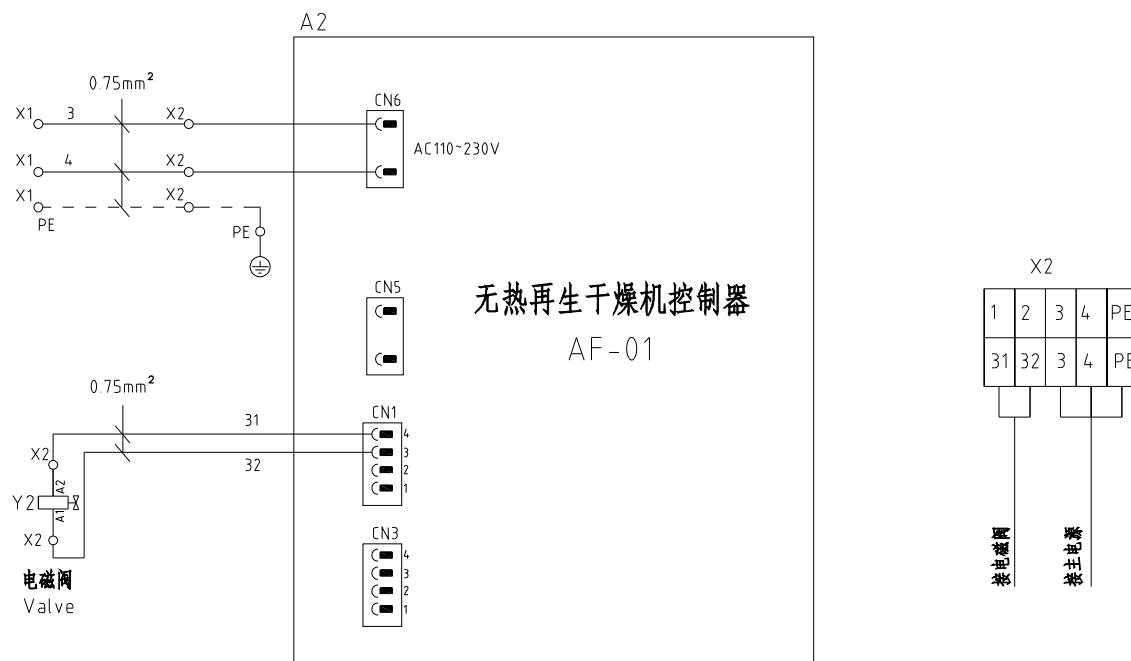 A2
0.75mm²
X1 3 X2
CN6
AC110~230V
X1 4 X2
X1 X2
PE
PE
CN5
无热再生干燥机控制器
AF-01
X2
1 2 3 4 PE
31 32 3 4 PE
接电磁阀
接主电源
0.75mm²
31
32
CN1
4
3
2
1
X2
A2
Y2
A1
X2
电磁阀
Valve
CN3
4
3
2
1